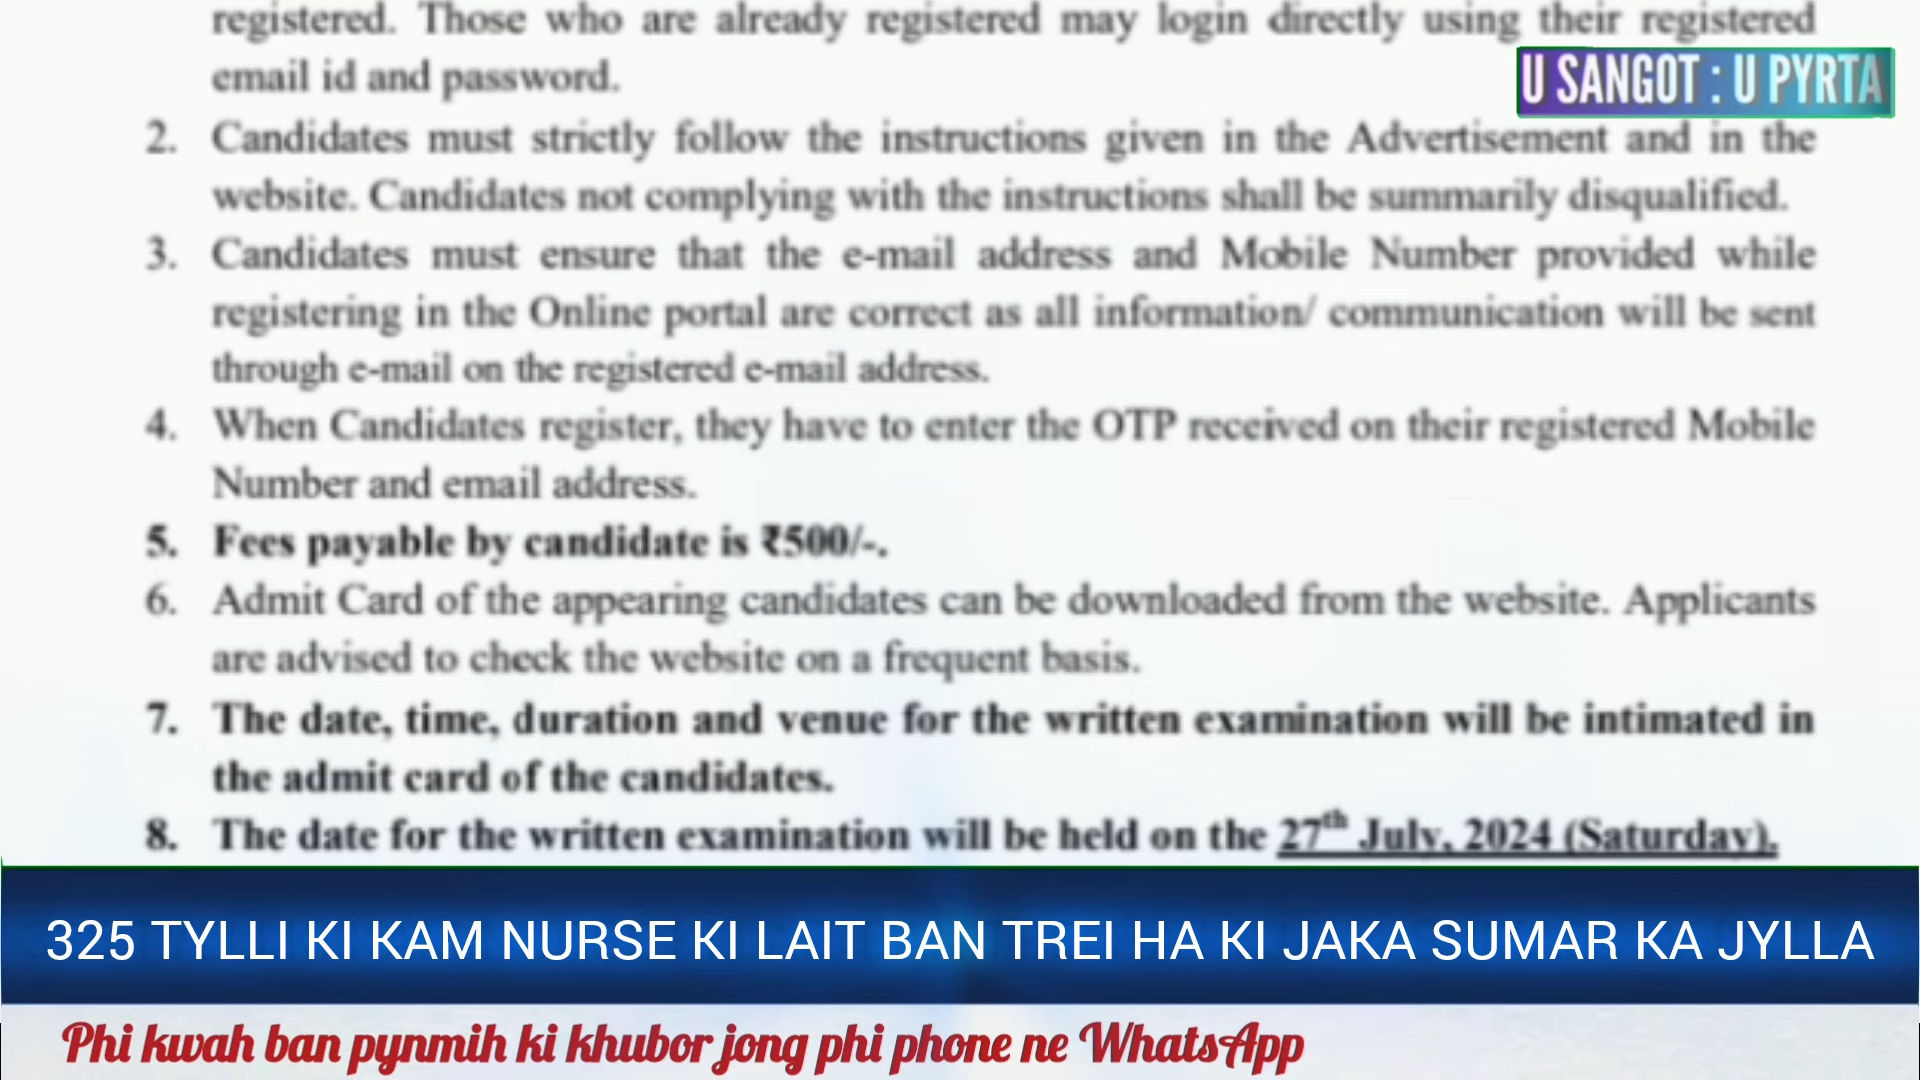 registered. Those who are already registered may login directly using their registered
email id and password.
U SANGOT : U PYRTA
2. Candidates must strictly follow the instructions given in the Advertisement and in the
website. Candidates not complying with the instructions shall be summarily disqualified.
3. Candidates must ensure that the e-mail address and Mobile Number provided while
registering in the Online portal are correct as all information/ communication will be sent
through e-mail on the registered e-mail address.
4. When Candidates register, they have to enter the OTP received on their registered Mobile
Number and email address.
5. Fees payable by candidate is ₹500/-.
6. Admit Card of the appearing candidates can be downloaded from the website. Applicants
are advised to check the website on a frequent basis.
7. The date, time, duration and venue for the written examination will be intimated in
the admit card of the candidates.
8. The date for the written examination will be held on the 27th July, 2024 (Saturday).
325 TYLLI KI KAM NURSE KI LAIT BAN TREI HA KI JAKA SUMAR KA JYLLA
Phi kwah ban pynmih ki khubor jong phi phone ne WhatsApp